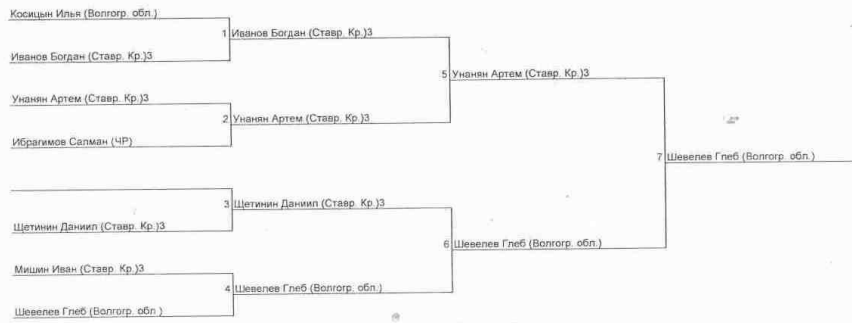 Косицын Илья (Волгогр. обл.)
1 Иванов Богдан (Ставр. Кр.)3
Иванов Богдан (Ставр. Кр.)3
5 Унанян Артем (Ставр. Кр.)3
Унанян Артем (Ставр. Кр.)3
2 Унанян Артем (Ставр. Кр.)3
Ибрагимов Салман (ЧР)
7 Шевелев Глеб (Волгогр. обл.)
3 Щетинин Даниил (Ставр. Кр.)3
Щетинин Даниил (Ставр. Кр.)3
6 Шевелев Глеб (Волгогр. обл.)
Мишин Иван (Ставр. Кр.)3
4 Шевелев Глеб (Волгогр. обл.)
Шевелев Глеб (Волгогр. обл )